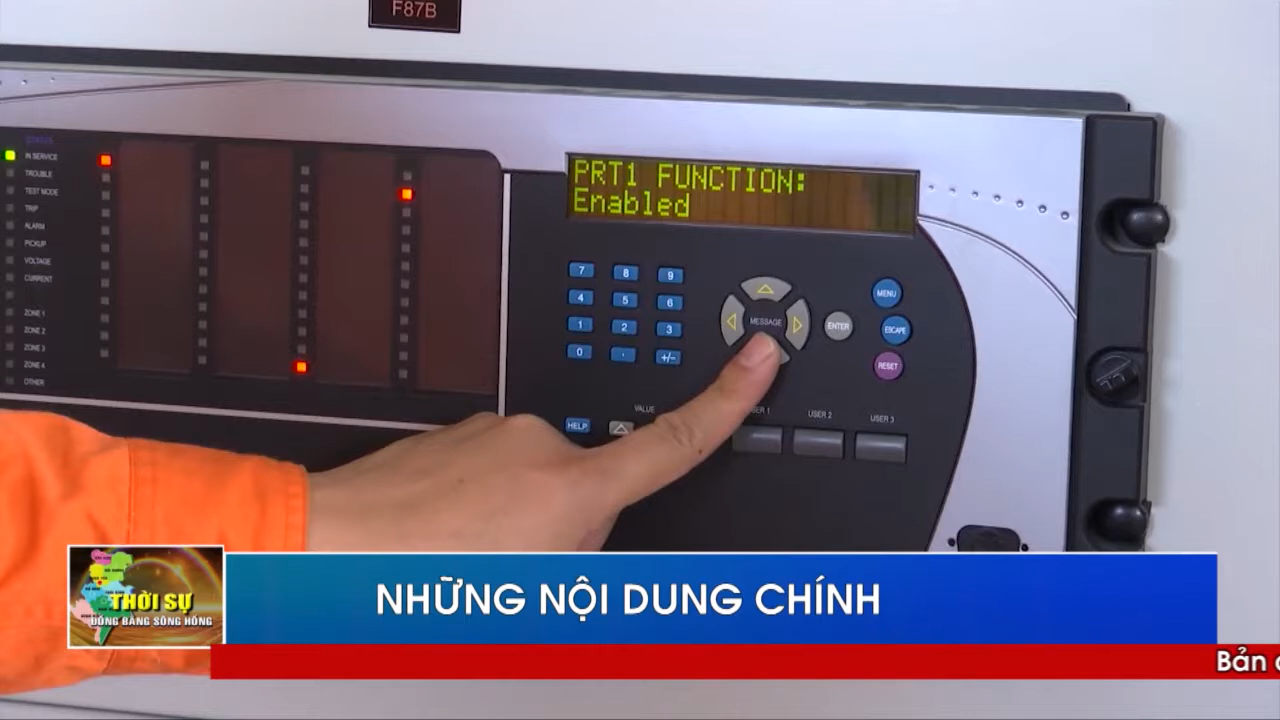 F87B
STATUS
IN SERVICE
TROUBLE
TEST MODE
TRIP
ALARM
PICKUP
VOLTAGE
CURRENT
ZONE 1
ZONE 2
ZONE 3
ZONE 4
OTHER
PRT1 FUNCTION:
Enabled
7 8 9
4 5 6
1 2 3
0 . +/-
MESSAGE
ENTER
MENU
ESCAPE
RESET
HELP
VALUE
USER 2
USER 3
THỜI SỰ
ĐỒNG BẰNG SÔNG HỒNG
NHỮNG NỘI DUNG CHÍNH
Bản